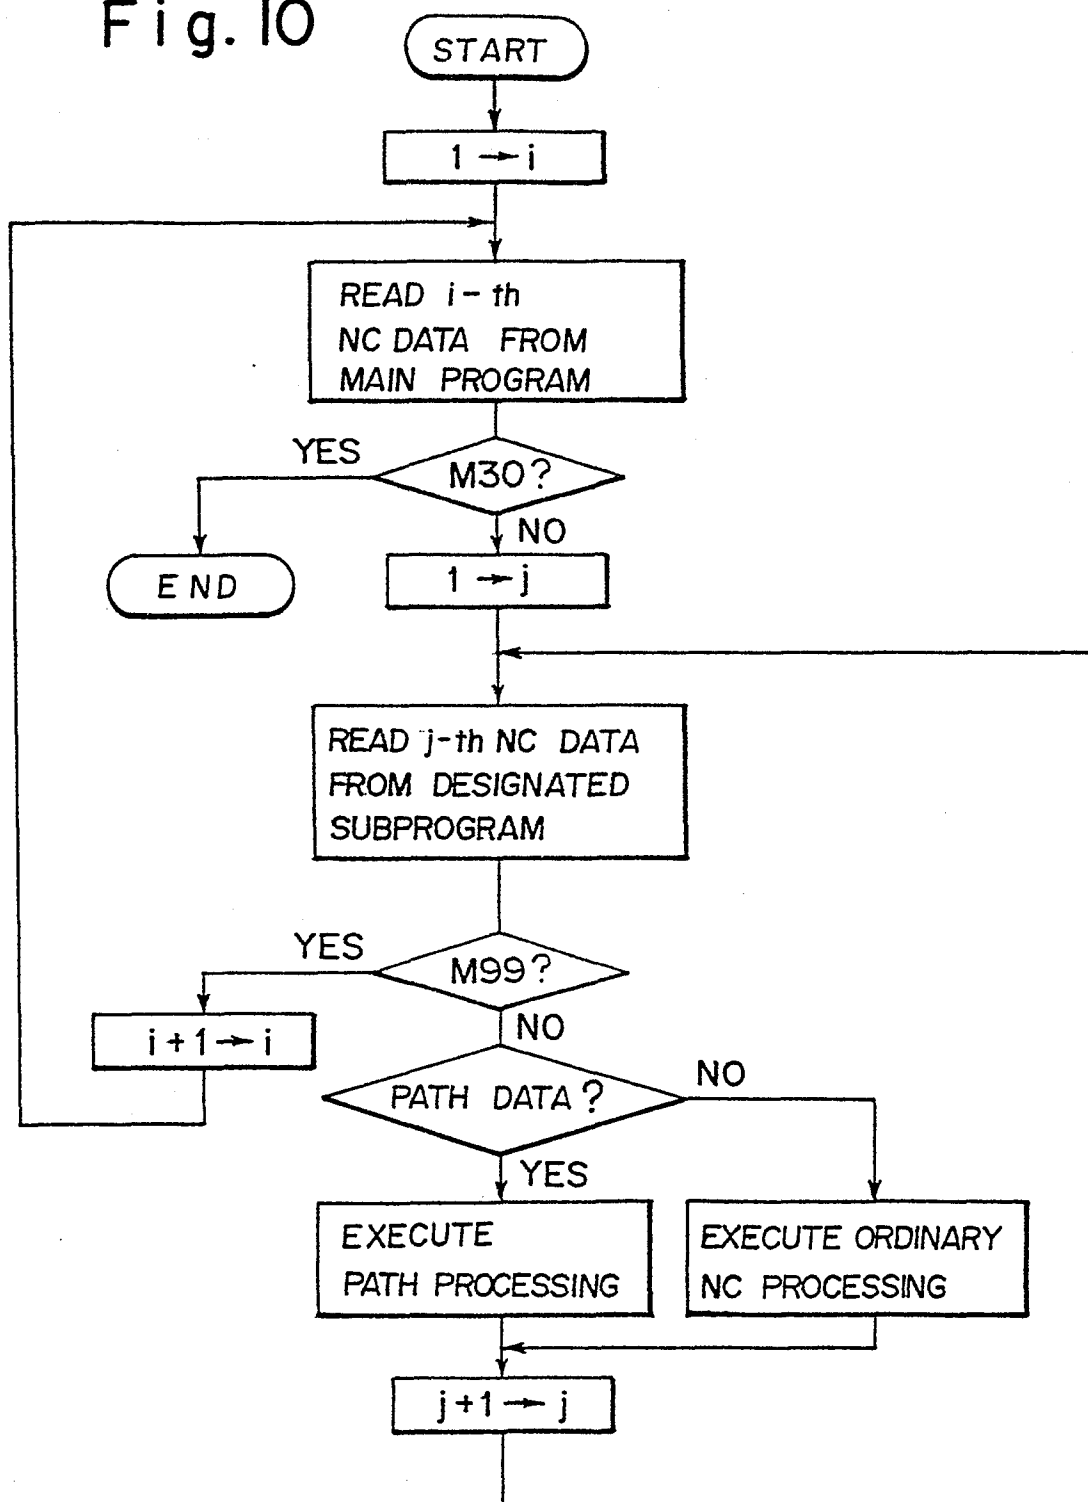 Fig. 10
START
1 → i
READ i-th
NC DATA FROM
MAIN PROGRAM
YES
M30?
NO
END
1 → j
READ j-th NC DATA
FROM DESIGNATED
SUBPROGRAM
YES
M99?
NO
i+1 → i
PATH DATA?
NO
YES
EXECUTE
PATH PROCESSING
EXECUTE ORDINARY
NC PROCESSING
j+1 → j